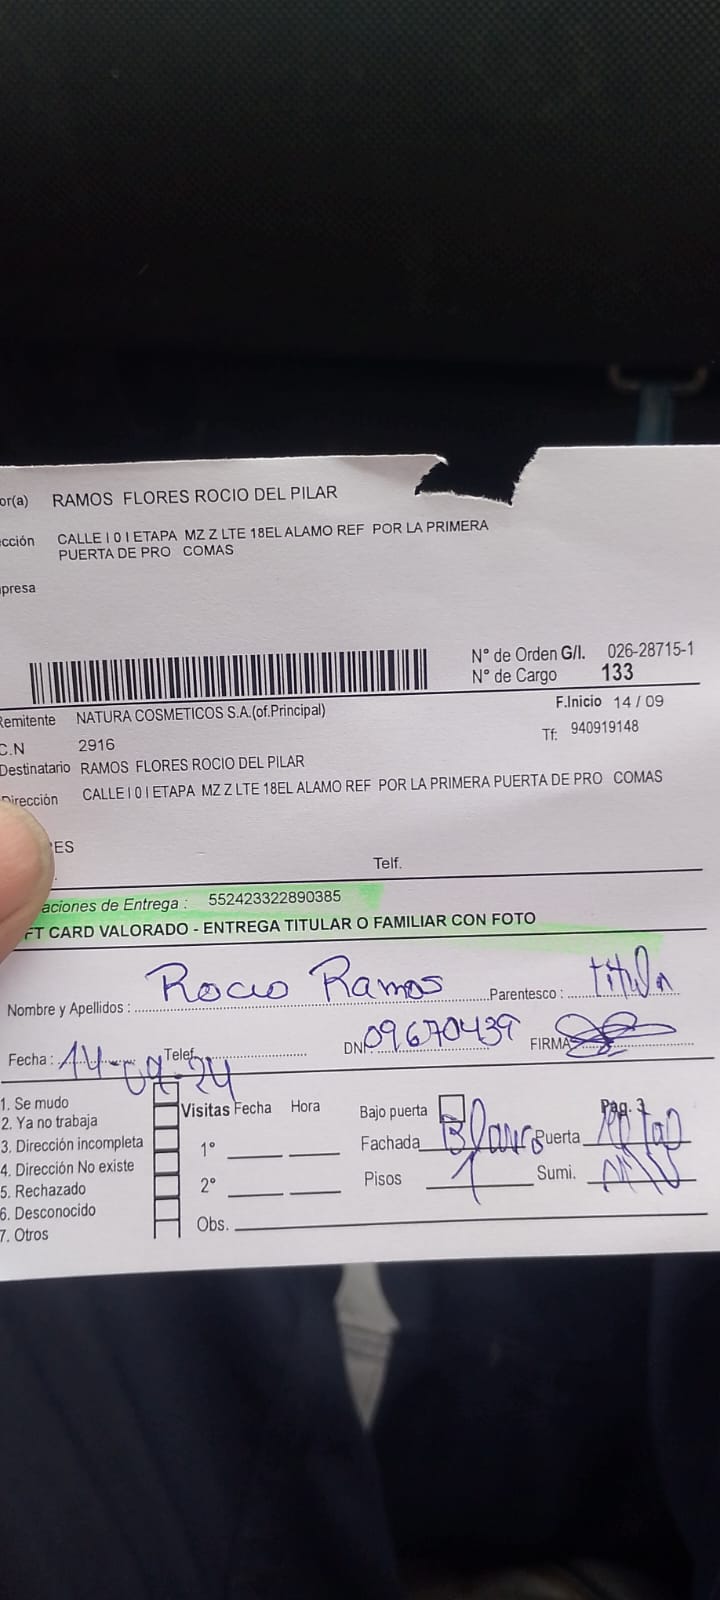 or(a) RAMOS FLORES ROCIO DEL PILAR
cción CALLE I 0 I ETAPA MZ Z LTE 18EL ALAMO REF POR LA PRIMERA
PUERTA DE PRO COMAS
presa
N° de Orden G/I. 026-28715-1
N° de Cargo 133
Remitente NATURA COSMETICOS S.A.(of.Principal)
F.Inicio 14 / 09
C.N 2916
Tf: 940919148
Destinatario RAMOS FLORES ROCIO DEL PILAR
Dirección CALLE I 0 I ETAPA MZ Z LTE 18EL ALAMO REF POR LA PRIMERA PUERTA DE PRO COMAS
ES
Telf.
aciones de Entrega : 552423322890385
FT CARD VALORADO - ENTREGA TITULAR O FAMILIAR CON FOTO
Nombre y Apellidos : Rocio Ramos Parentesco : titular
Fecha : 14-09-24 Telef. DNI 09670439 FIRMA
1. Se mudo
2. Ya no trabaja
3. Dirección incompleta
4. Dirección No existe
5. Rechazado
6. Desconocido
7. Otros
Visitas Fecha Hora
1°
2°
Obs.
Bajo puerta Pag. 3
Fachada Blanco Puerta
Pisos 1 Sumi.